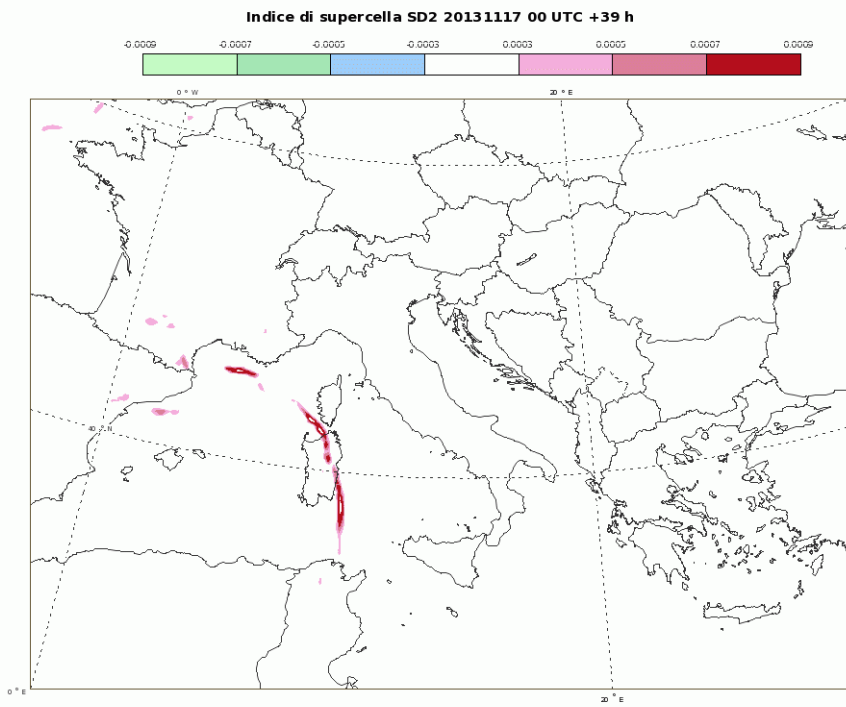 Indice di supercella SD2 20131117 00 UTC +39 h
-0.0009 -0.0007 -0.0005 -0.0003 0.0003 0.0005 0.0007 0.0009
0 ° W 20 ° E
40 ° N
0 ° E
20 ° E